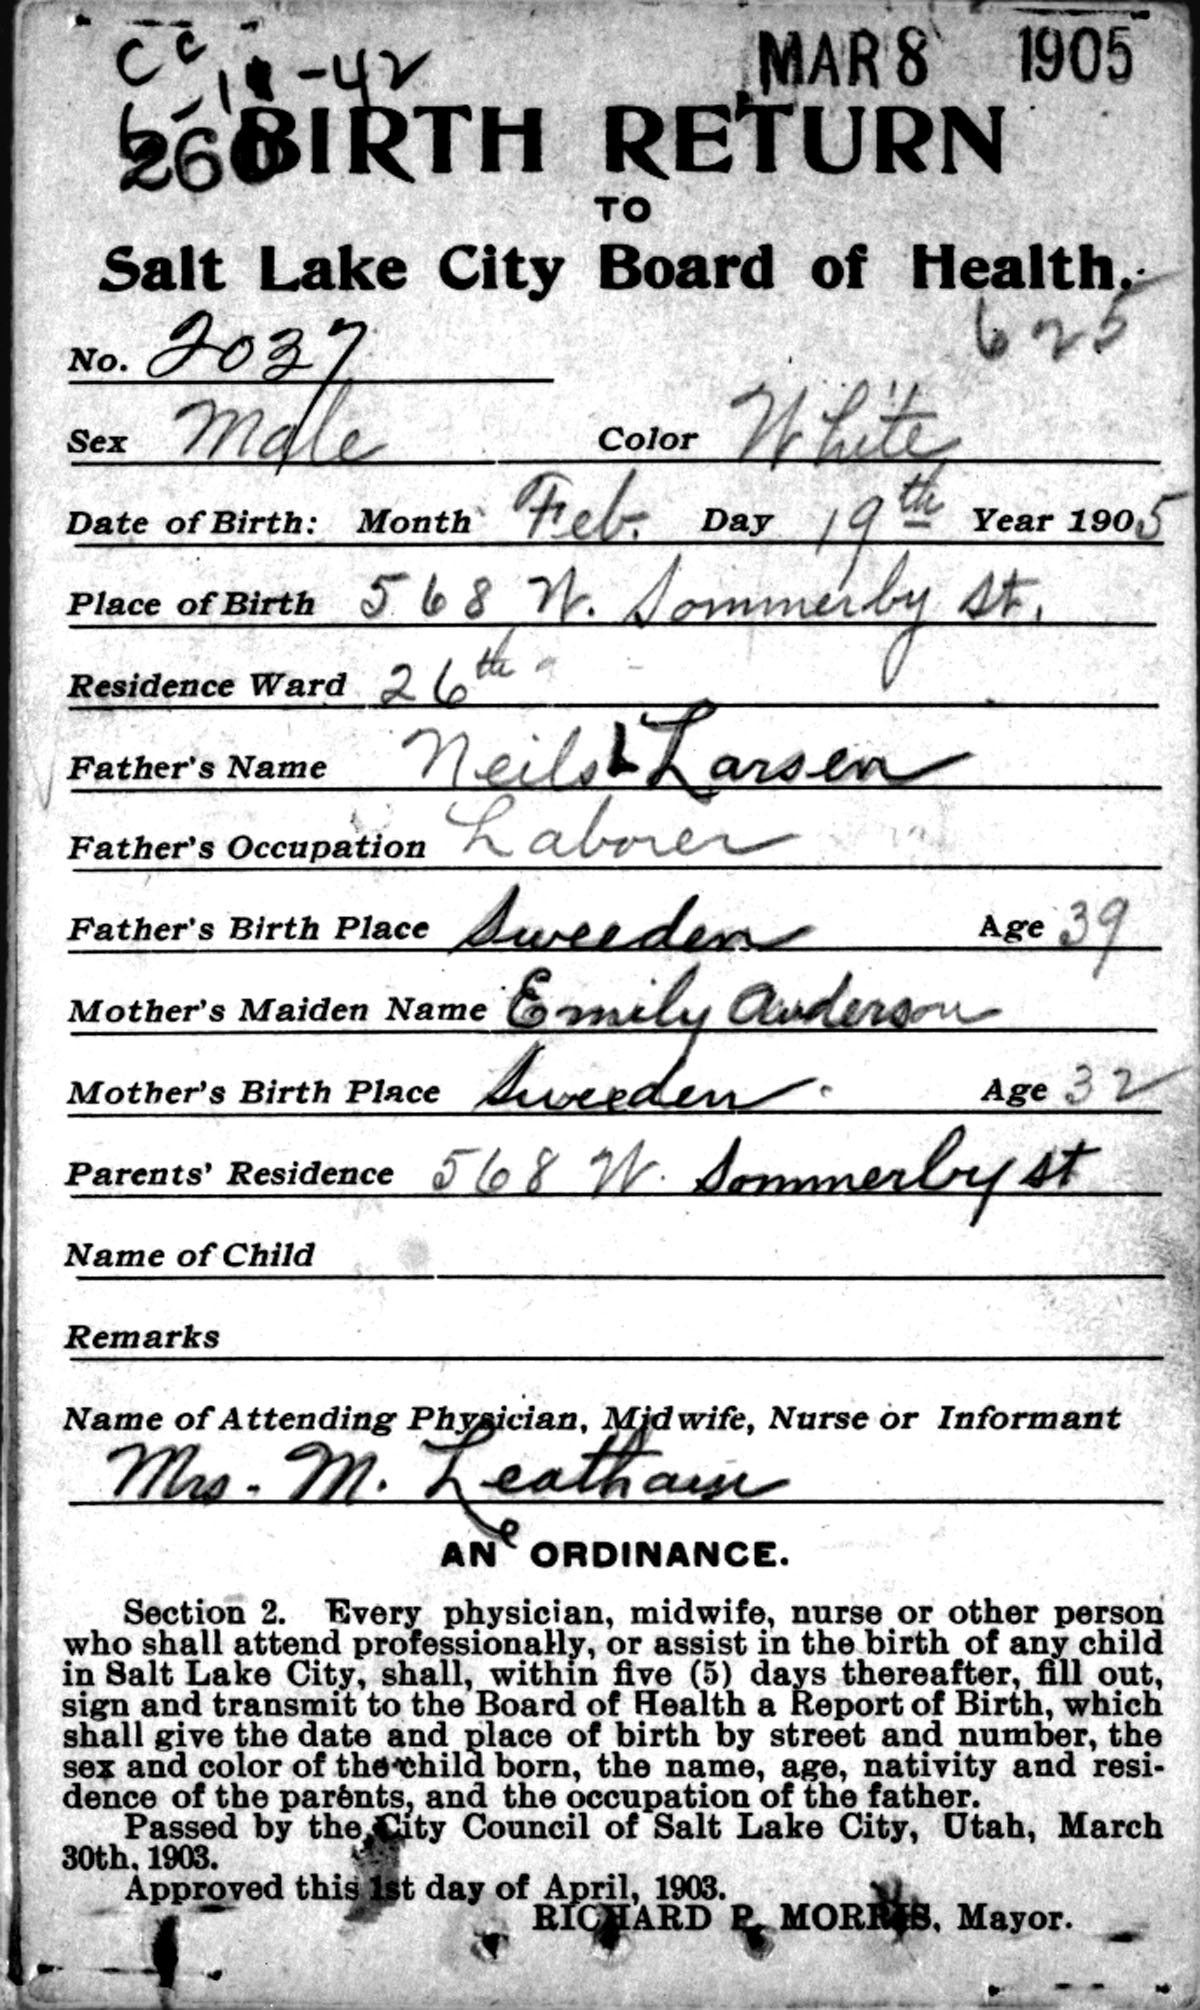 cc MAR 8 1905
-42
260 BIRTH RETURN
TO
Salt Lake City Board of Health.
625
No. 2037
Sex Male Color White
Date of Birth: Month Feb. Day 19th Year 1905
Place of Birth 568 W. Sommerby St.
Residence Ward 26th
Father's Name Neils L Larsen
Father's Occupation Laborer
Father's Birth Place Sweeden Age 39
Mother's Maiden Name Emily Anderson
Mother's Birth Place Sweeden Age 32
Parents' Residence 568 W. Sommerby st
Name of Child
Remarks
Name of Attending Physician, Midwife, Nurse or Informant
Mrs. M. Leatham
AN ORDINANCE.
Section 2. Every physician, midwife, nurse or other person
who shall attend professionally, or assist in the birth of any child
in Salt Lake City, shall, within five (5) days thereafter, fill out,
sign and transmit to the Board of Health a Report of Birth, which
shall give the date and place of birth by street and number, the
sex and color of the child born, the name, age, nativity and resi-
dence of the parents, and the occupation of the father.
Passed by the City Council of Salt Lake City, Utah, March
30th, 1903.
Approved this 1st day of April, 1903.
RICHARD P. MORRIS, Mayor.